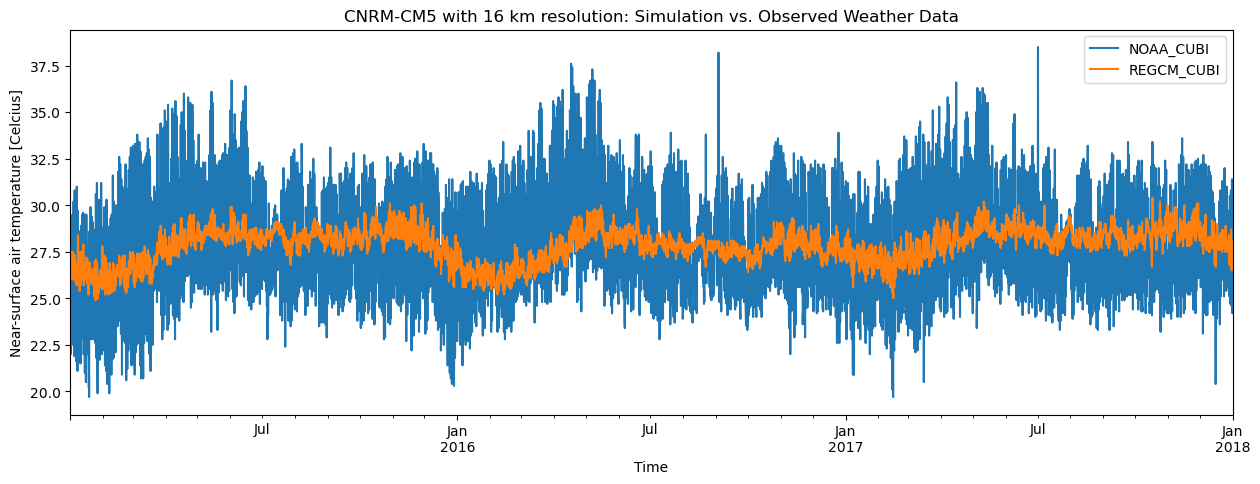 CNRM-CM5 with 16 km resolution: Simulation vs. Observed Weather Data
NOAA_CUBI
REGCM_CUBI
Near-surface air temperature [Celcius]
37.5
35.0
32.5
30.0
27.5
25.0
22.5
20.0
Jul
Jan
2016
Jul
Jan
2017
Jul
Jan
2018
Time